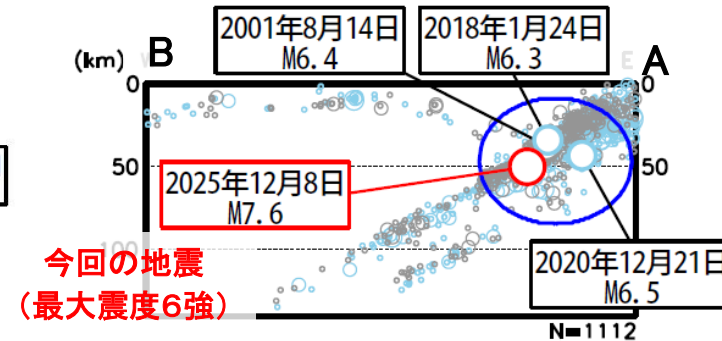 2001年8月14日
M6.4
2018年1月24日
M6.3
(km)
B
W
E
A
0
0
50
50
2025年12月8日
M7.6
100
今回の地震
（最大震度６強）
2020年12月21日
M6.5
N=1112